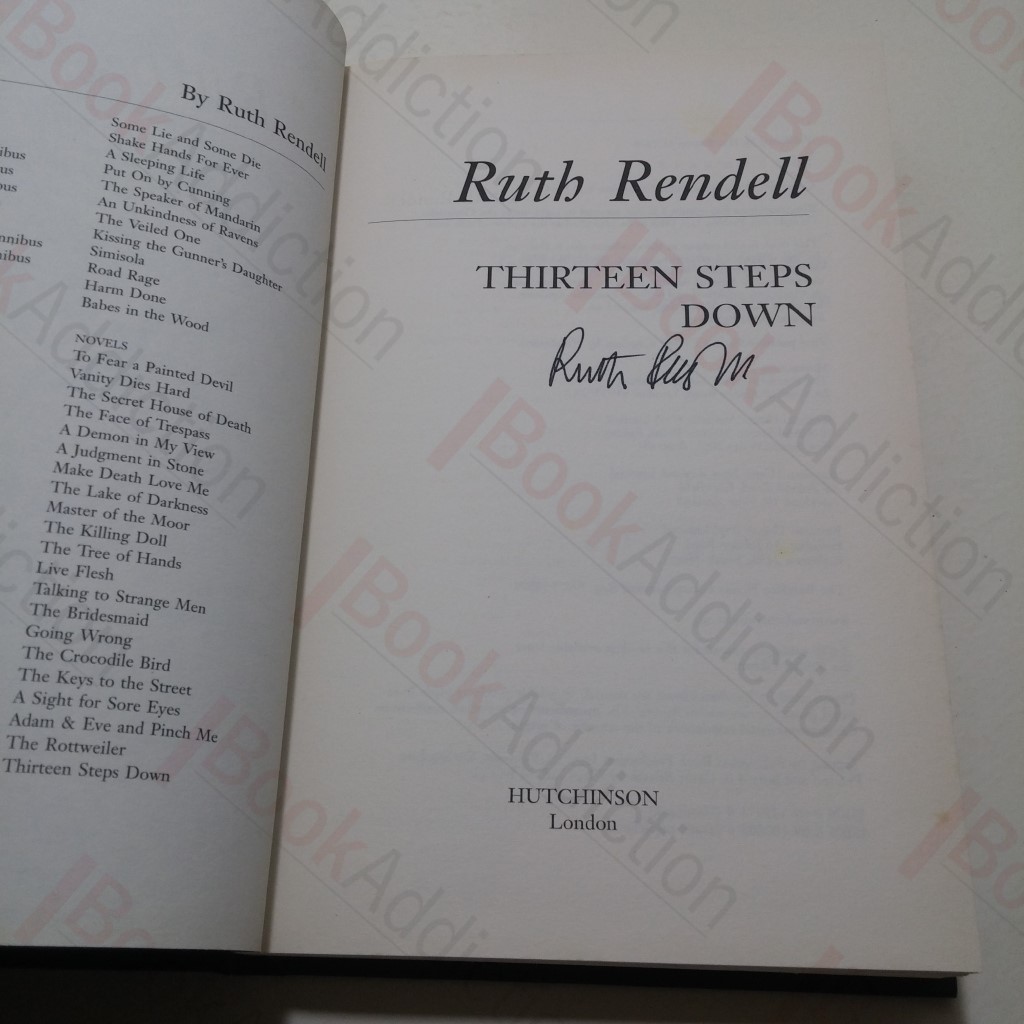 By Ruth Rendell
Some Lie and Some Die
Shake Hands For Ever
A Sleeping Life
Put On by Cunning
The Speaker of Mandarin
An Unkindness of Ravens
The Veiled One
Kissing the Gunner's Daughter
Simisola
Road Rage
Harm Done
Babes in the Wood
NOVELS
To Fear a Painted Devil
Vanity Dies Hard
The Secret House of Death
The Face of Trespass
A Demon in My View
A Judgment in Stone
Make Death Love Me
The Lake of Darkness
Master of the Moor
The Killing Doll
The Tree of Hands
Live Flesh
Talking to Strange Men
The Bridesmaid
Going Wrong
The Crocodile Bird
The Keys to the Street
A Sight for Sore Eyes
Adam & Eve and Pinch Me
The Rottweiler
Thirteen Steps Down
Ruth Rendell
THIRTEEN STEPS
DOWN
Ruth
HUTCHINSON
London
BookAddiction